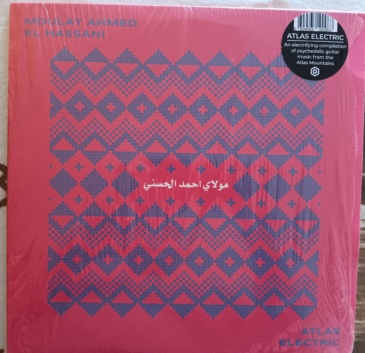 MOULAY AHMED
EL HASSANI
ATLAS ELECTRIC
An electrifying compilation
of psychedelic guitar
music from the
Atlas Mountains
مولاي احمد الحسني
ATLAS
ELECTRIC